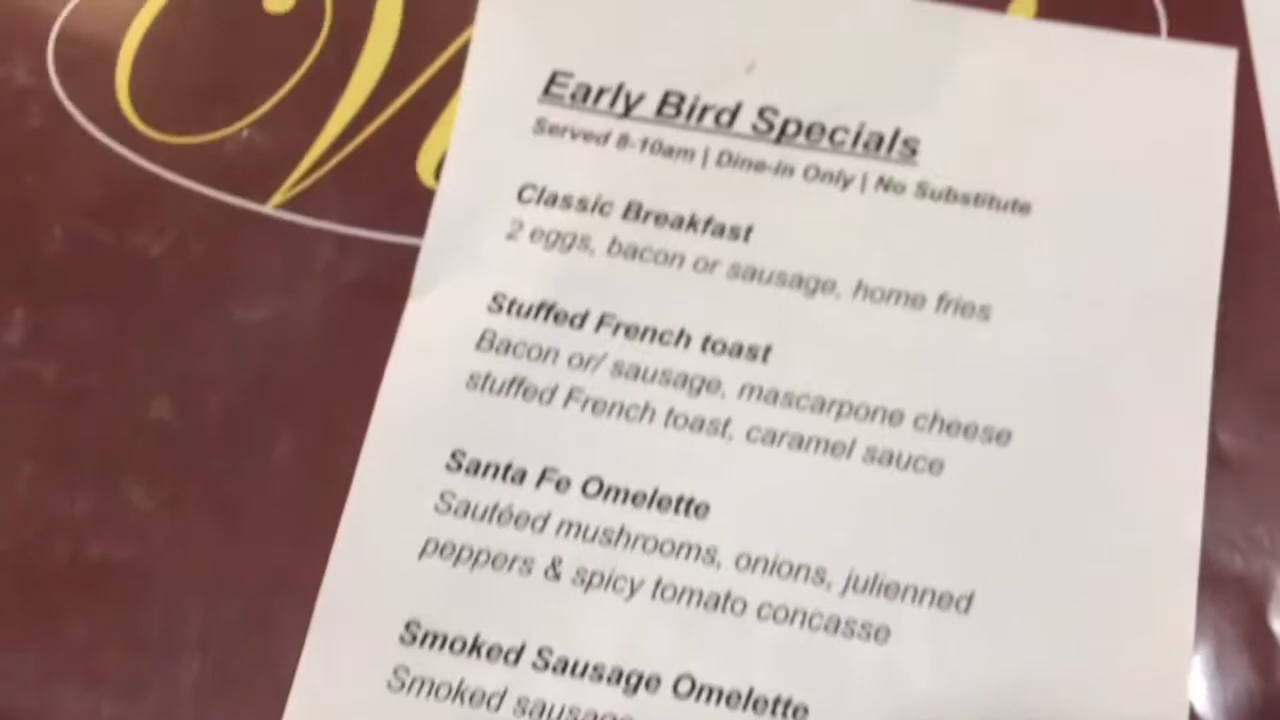 Early Bird Specials
Served 8-10am | Dine-in Only | No Substitute
Classic Breakfast
2 eggs, bacon or sausage, home fries
Stuffed French toast
Bacon or/ sausage, mascarpone cheese
stuffed French toast, caramel sauce
Santa Fe Omelette
Sautéed mushrooms, onions, julienned
peppers & spicy tomato concasse
Smoked Sausage Omelette
Smoked sausage